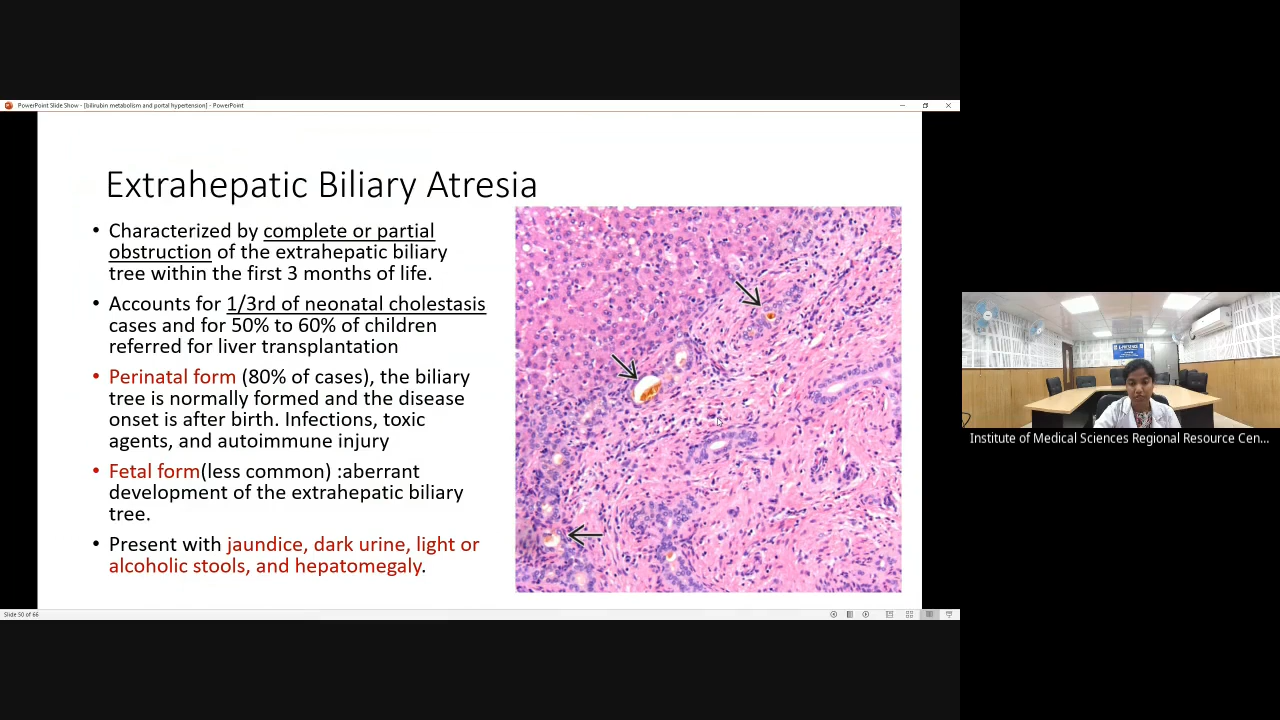 PowerPoint Slide Show - [bilirubin metabolism and portal hypertension] - PowerPoint
Extrahepatic Biliary Atresia
• Characterized by complete or partial
obstruction of the extrahepatic biliary
tree within the first 3 months of life.
• Accounts for 1/3rd of neonatal cholestasis
cases and for 50% to 60% of children
referred for liver transplantation
• Perinatal form (80% of cases), the biliary
tree is normally formed and the disease
onset is after birth. Infections, toxic
agents, and autoimmune injury
• Fetal form(less common) :aberrant
development of the extrahepatic biliary
tree.
• Present with jaundice, dark urine, light or
alcoholic stools, and hepatomegaly.
Slide 50 of 66
Institute of Medical Sciences Regional Resource Cen...